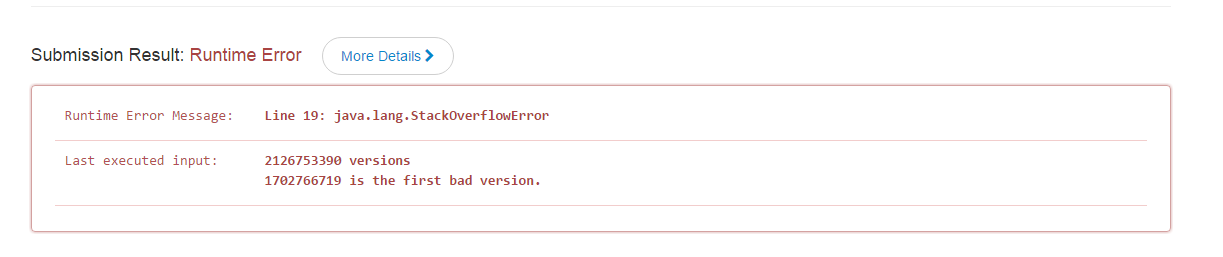 Submission Result: Runtime Error More Details
Runtime Error Message: Line 19: java.lang.StackOverflowError
Last executed input: 2126753390 versions
1702766719 is the first bad version.